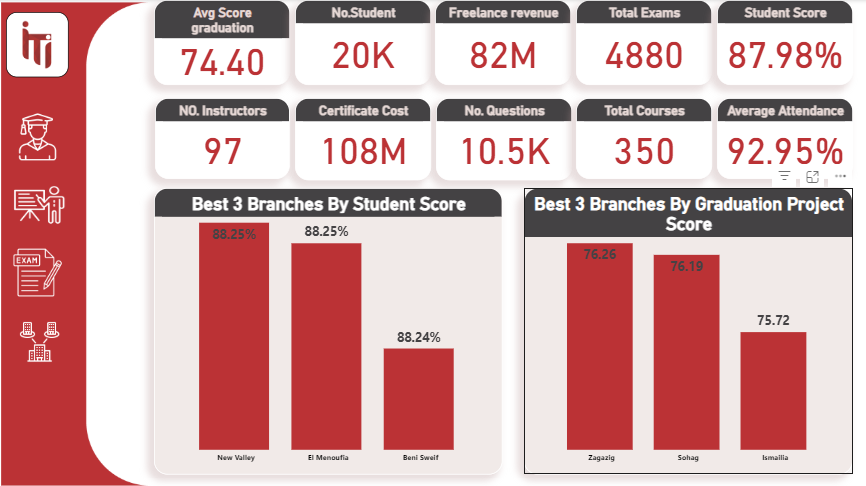 iTi
Avg Score
graduation
74.40
No.Student
20K
Freelance revenue
82M
Total Exams
4880
Student Score
87.98%
NO. Instructors
97
Certificate Cost
108M
No. Questions
10.5K
Total Courses
350
Average Attendance
92.95%
EXAM
Best 3 Branches By Student Score
88.25%
88.25%
88.24%
New Valley
El Menoufia
Beni Sweif
Best 3 Branches By Graduation Project
Score
76.26
76.19
75.72
Zagazig
Sohag
Ismailia